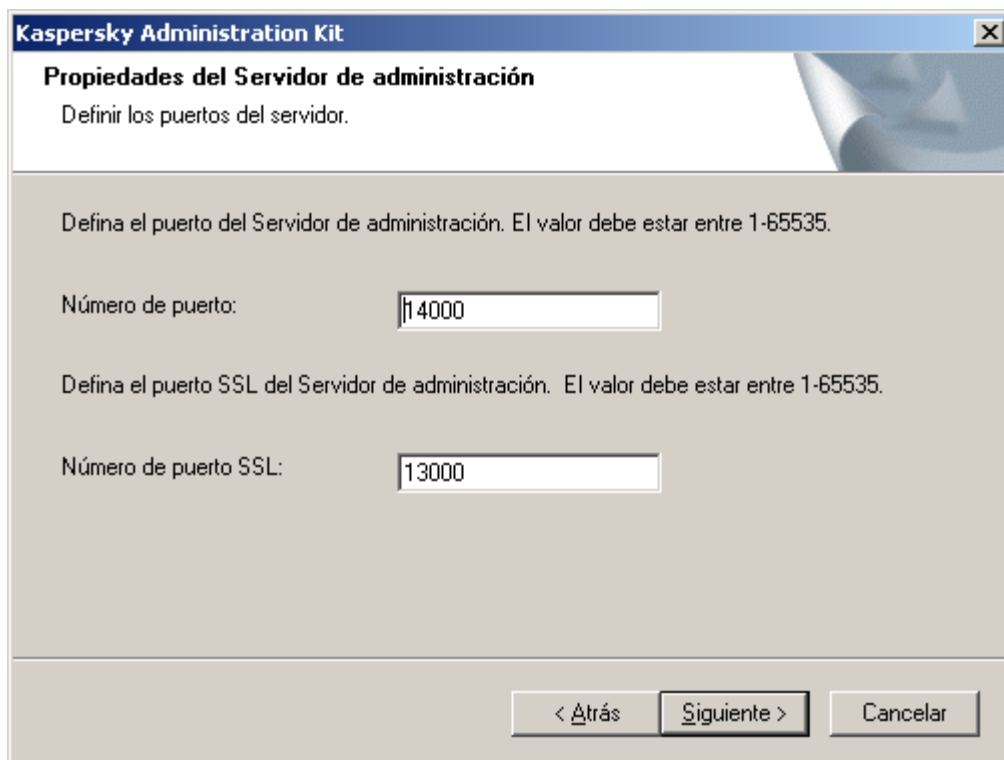 Kaspersky Administration Kit
Propiedades del Servidor de administración
Definir los puertos del servidor.
Defina el puerto del Servidor de administración. El valor debe estar entre 1-65535.
Número de puerto: 14000
Defina el puerto SSL del Servidor de administración.  El valor debe estar entre 1-65535.
Número de puerto SSL: 13000
< Atrás Siguiente > Cancelar